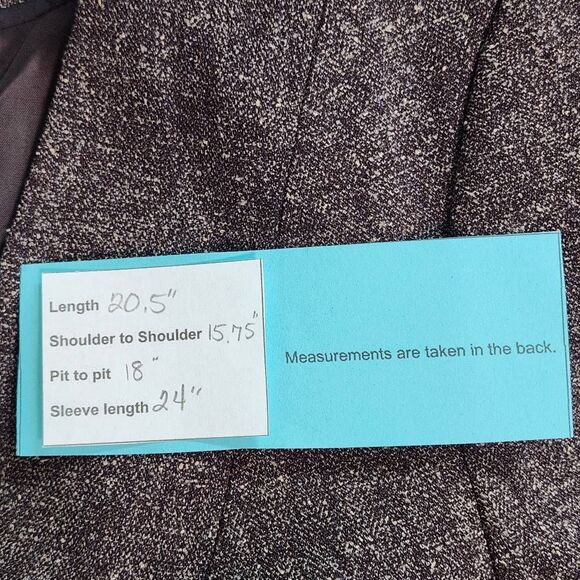 Length 20.5"
Shoulder to Shoulder 15.75"
Pit to pit 18"
Sleeve length 24"
Measurements are taken in the back.